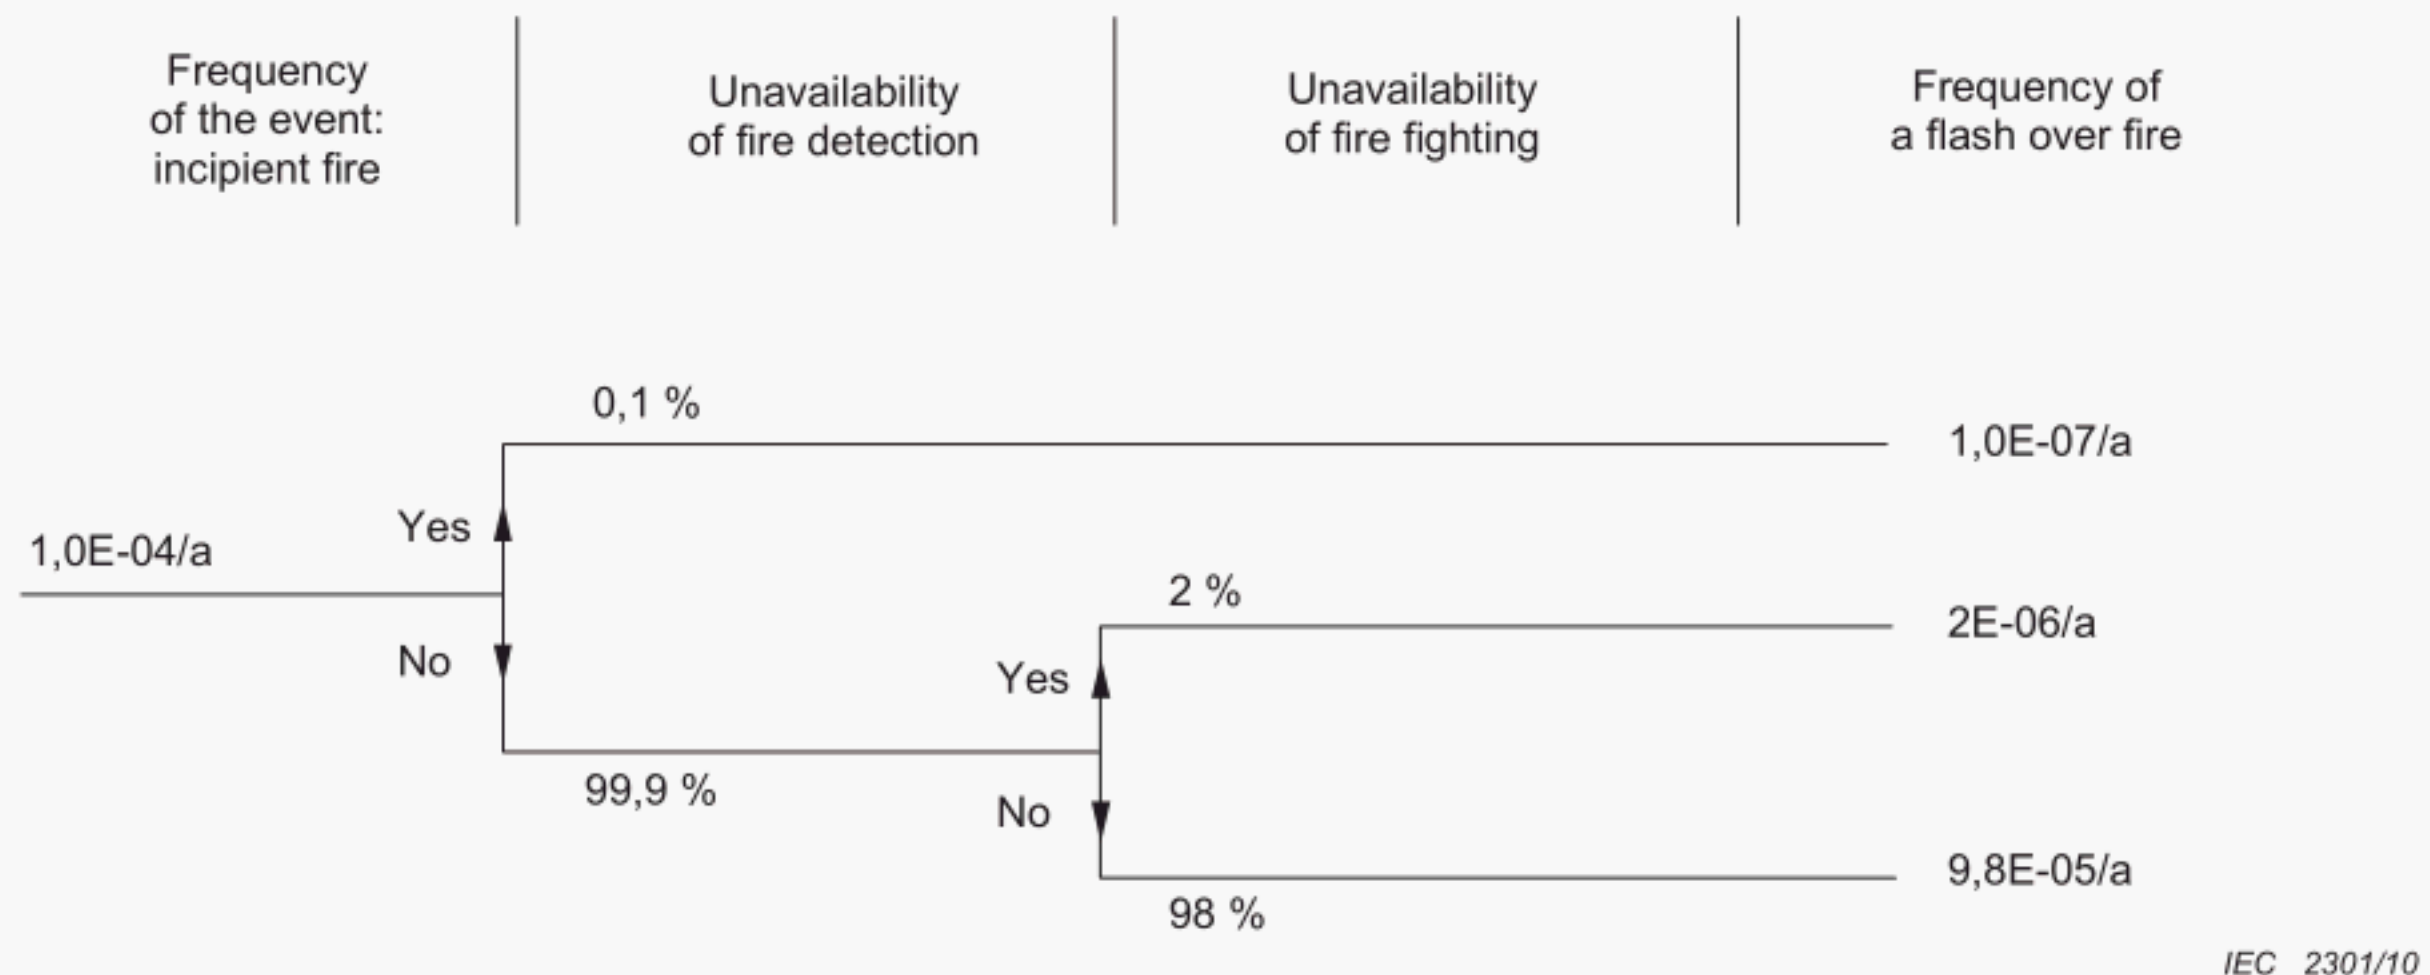 Frequency
of the event:
incipient fire
Unavailability
of fire detection
Unavailability
of fire fighting
Frequency of
a flash over fire
0,1 %
1,0E-07/a
Yes
1,0E-04/a
2 %
2E-06/a
No
Yes
99,9 %
No
9,8E-05/a
98 %
IEC 2301/10